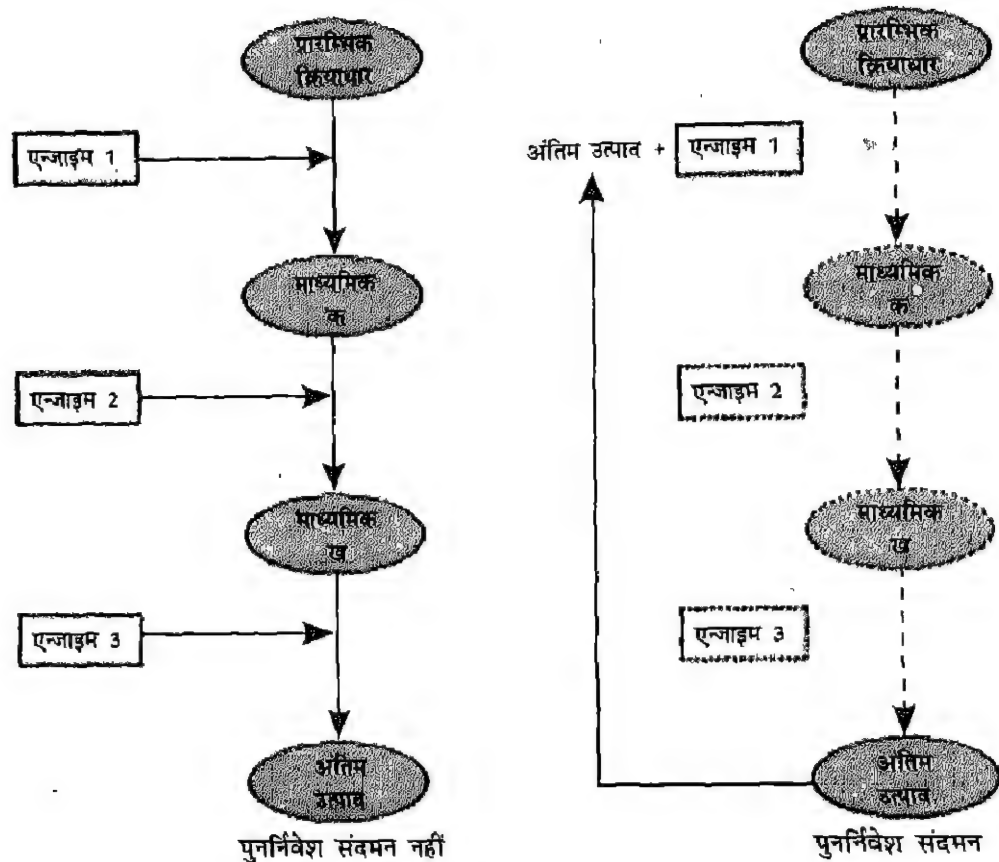 प्रारम्भिक
क्रियाधार
एन्जाइम 1
माध्यमिक
क
एन्जाइम 2
माध्यमिक
ख
एन्जाइम 3
अंतिम
उत्पाद
पुनर्निवेश संदमन नहीं
प्रारम्भिक
क्रियाधार
अंतिम उत्पाद + एन्जाइम 1
माध्यमिक
क
एन्जाइम 2
माध्यमिक
ख
एन्जाइम 3
अंतिम
उत्पाद
पुनर्निवेश संदमन